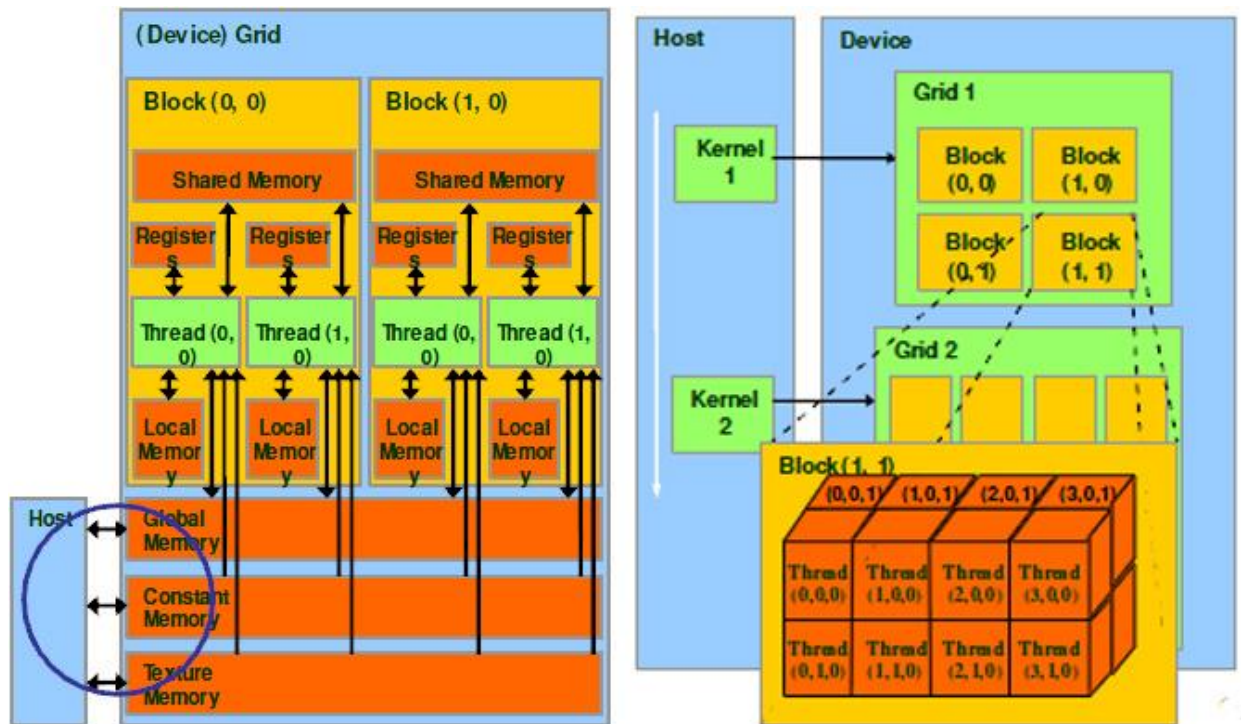 (Device) Grid
Block (0, 0)
Block (1, 0)
Shared Memory
Shared Memory
Register
s
Register
s
Register
s
Register
s
Thread (0,
0)
Thread (1,
0)
Thread (0,
0)
Thread (1,
0)
Local
Memor
y
Local
Memor
y
Local
Memor
y
Local
Memor
y
Host
Global
Memory
Constant
Memory
Texture
Memory
Host
Device
Grid 1
Kernel
1
Block
(0, 0)
Block
(1, 0)
Block
(0, 1)
Block
(1, 1)
Grid 2
Kernel
2
Block (1, 1)
(0,0,1) (1,0,1) (2,0,1) (3,0,1)
Thread
(0,0,0)
Thread
(1,0,0)
Thread
(2,0,0)
Thread
(3,0,0)
Thread
(0,1,0)
Thread
(1,1,0)
Thread
(2,1,0)
Thread
(3,1,0)